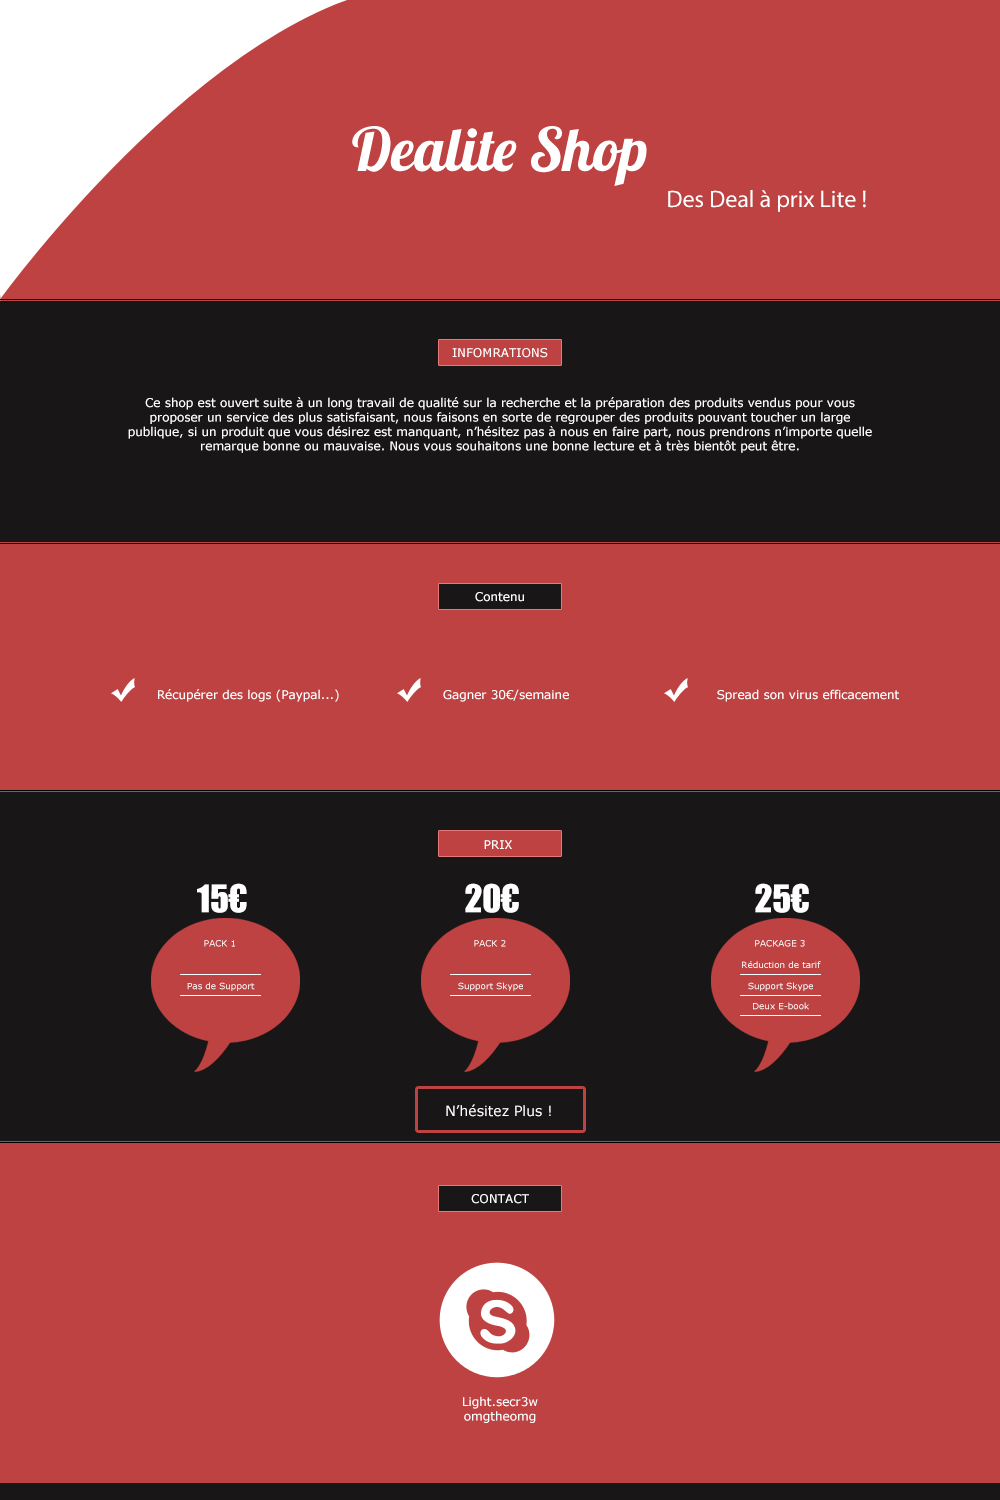 Dealite Shop
Des Deal à prix Lite !
INFOMRATIONS
Ce shop est ouvert suite à un long travail de qualité sur la recherche et la préparation des produits vendus pour vous
proposer un service des plus satisfaisant, nous faisons en sorte de regrouper des produits pouvant toucher un large
publique, si un produit que vous désirez est manquant, n’hésitez pas à nous en faire part, nous prendrons n’importe quelle
remarque bonne ou mauvaise. Nous vous souhaitons une bonne lecture et à très bientôt peut être.
Contenu
Récupérer des logs (Paypal...)
Gagner 30€/semaine
Spread son virus efficacement
PRIX
15€
PACK 1
Pas de Support
20€
PACK 2
Support Skype
25€
PACKAGE 3
Réduction de tarif
Support Skype
Deux E-book
N’hésitez Plus !
CONTACT
Light.secr3w
omgtheomg